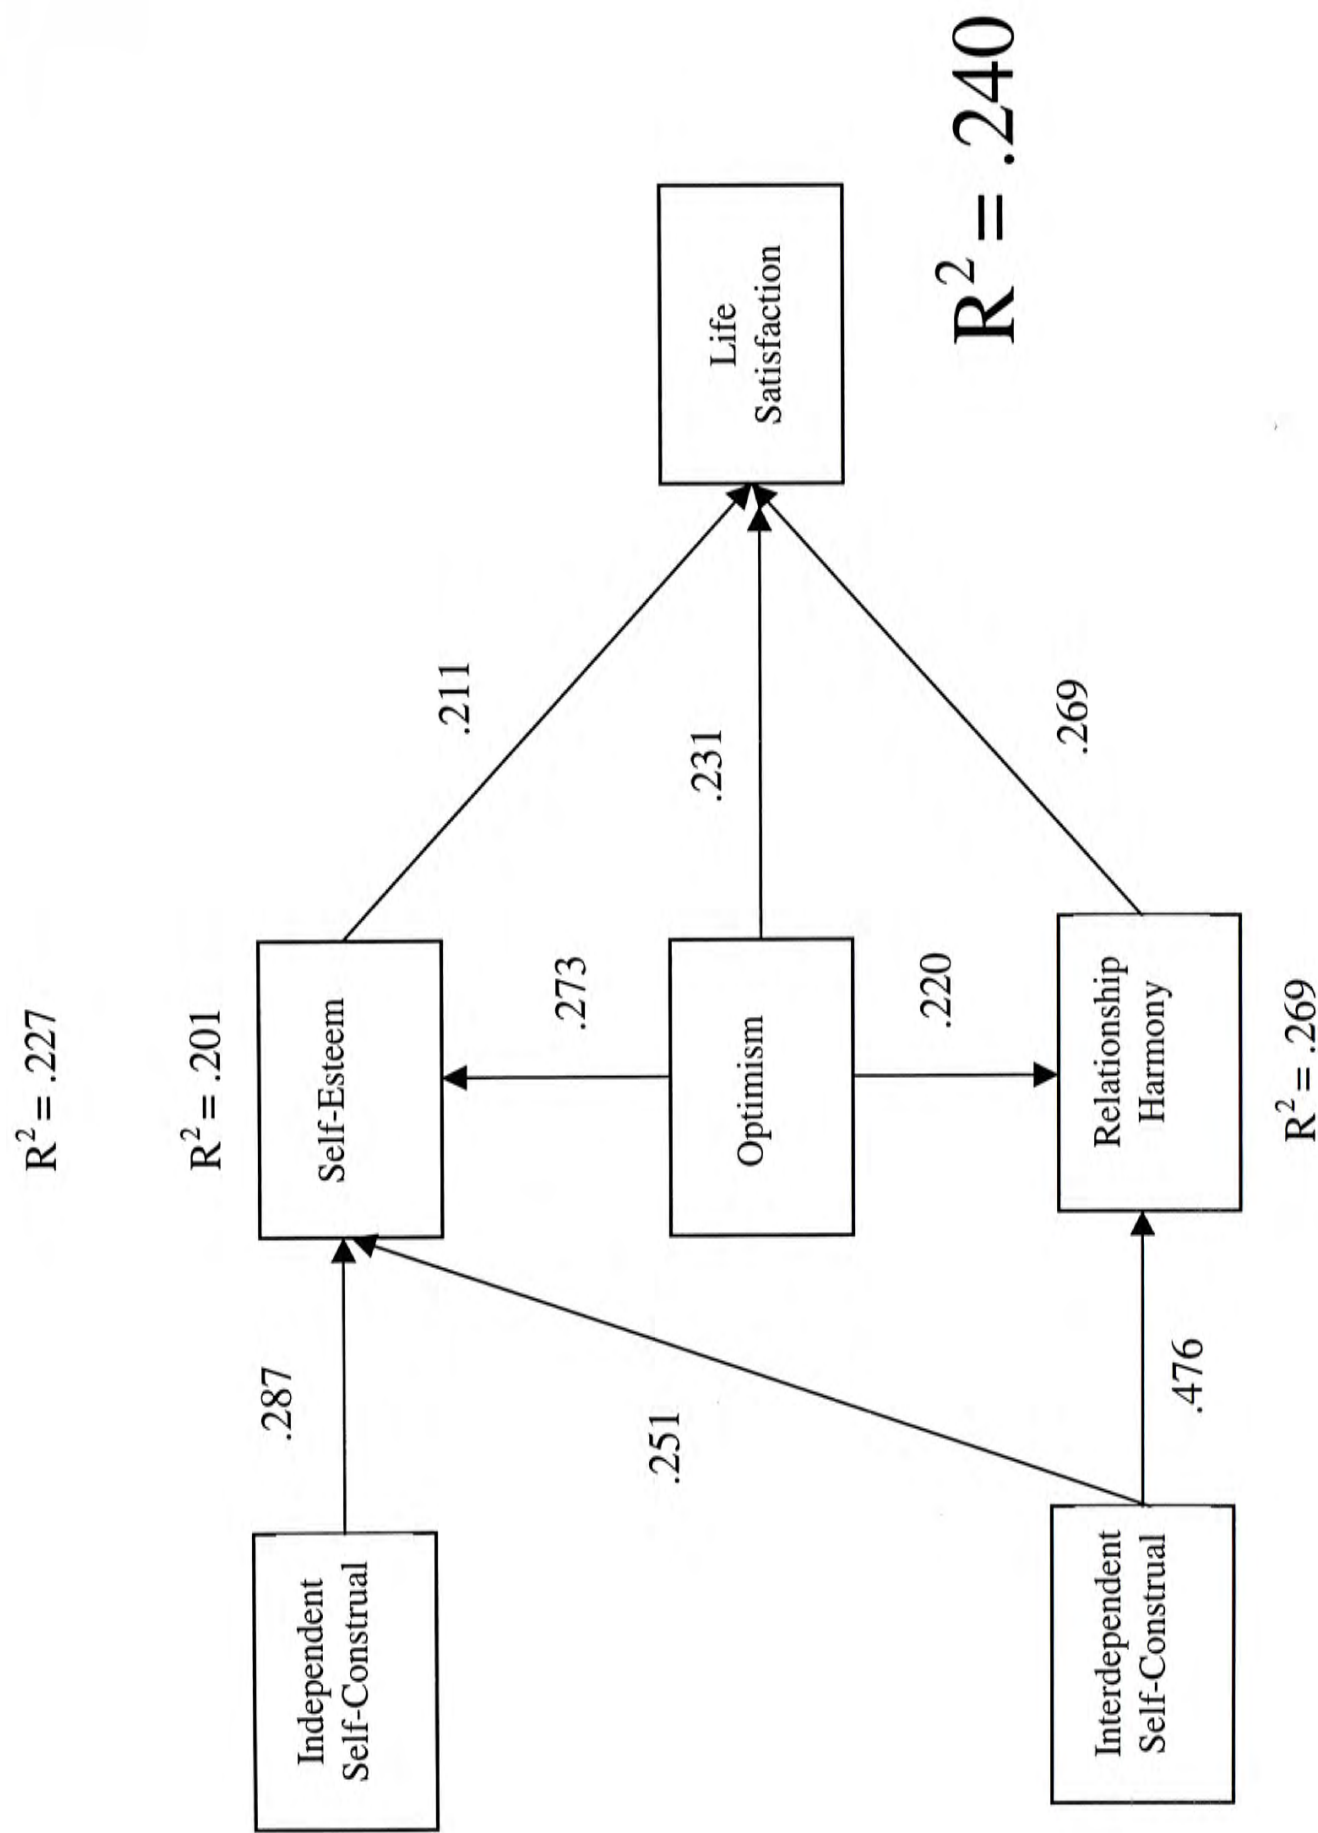 R² = .227
R² = .201
Independent
Self-Construal
.287
Self-Esteem
.211
.273
.251
Optimism
.231
Life
Satisfaction
.220
Interdependent
Self-Construal
.476
Relationship
Harmony
.269
R² = .240
R² = .269